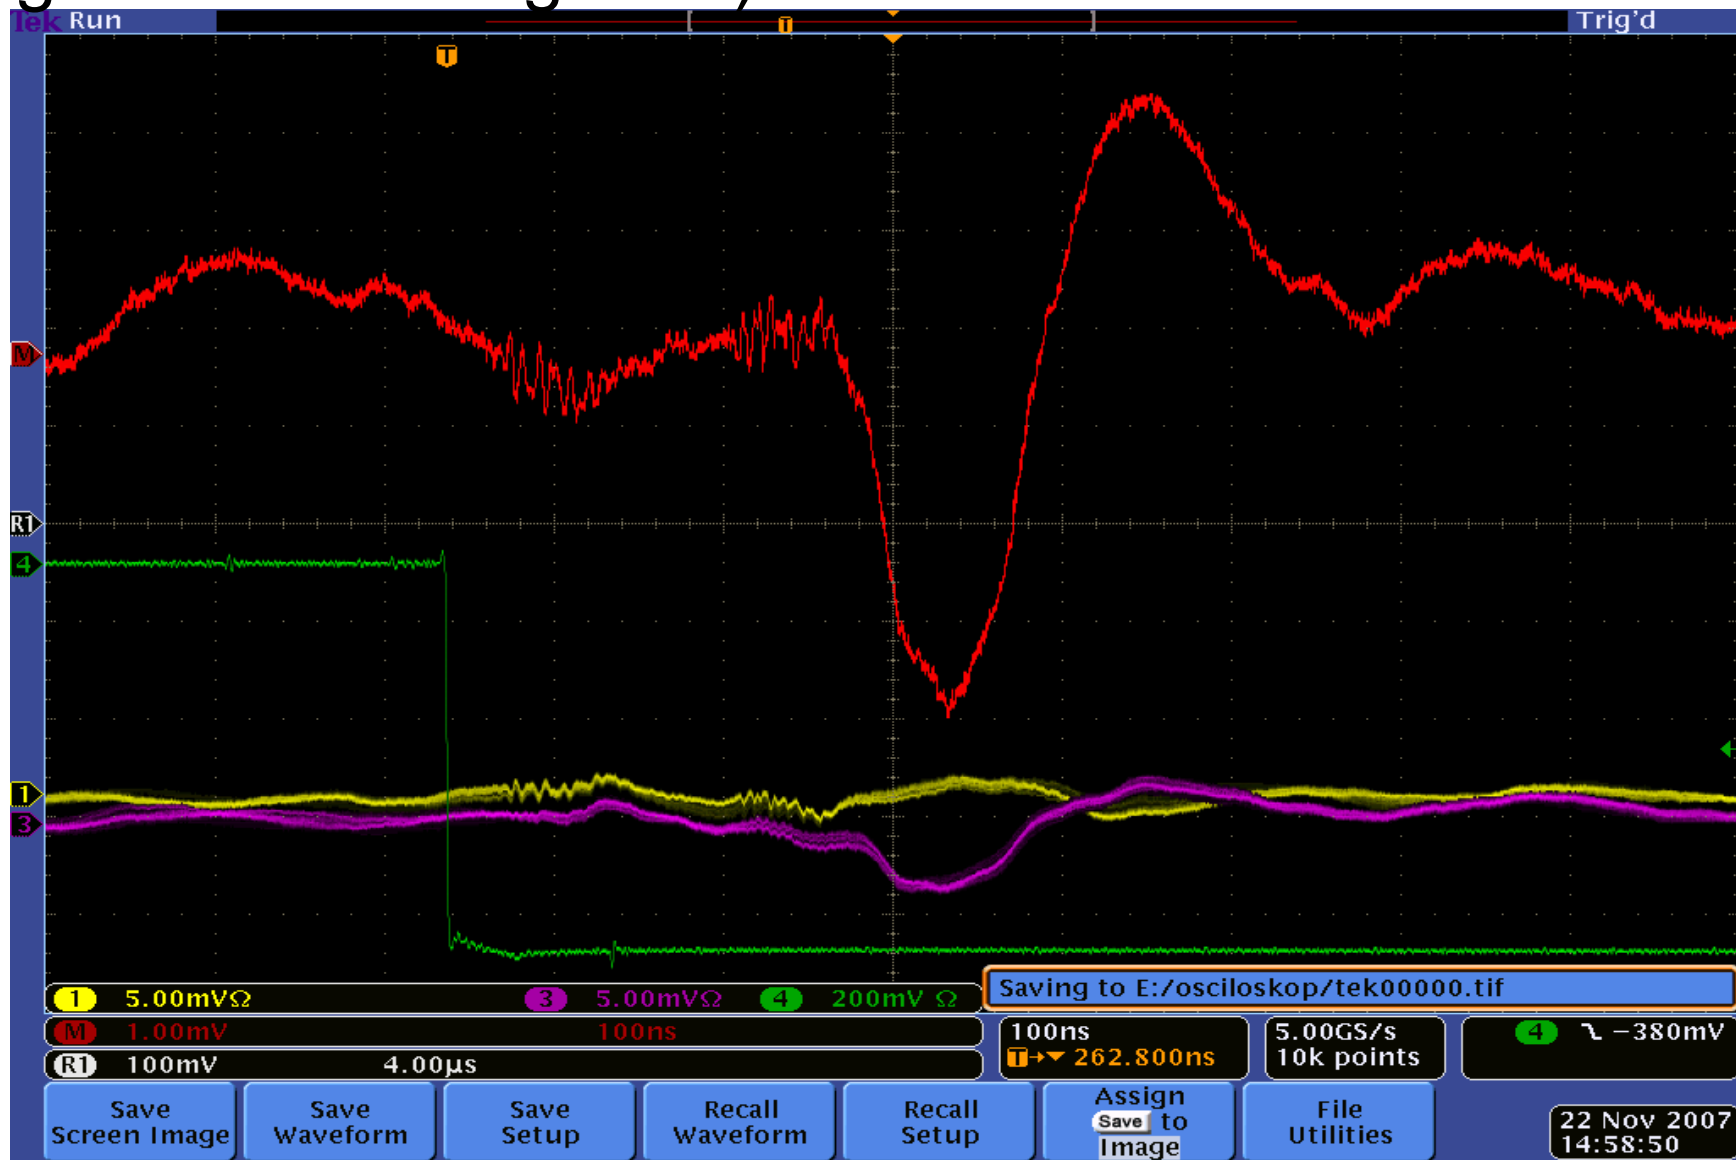 Tek Run Trig'd
T
T
M
R1
4
1
3
1 5.00mVΩ 3 5.00mVΩ 4 200mV Ω
Saving to E:/osciloskop/tek00000.tif
M 1.00mV 100ns
R1 100mV 4.00µs
100ns
T→▼ 262.800ns
5.00GS/s
10k points
4 -380mV
Save
Screen Image
Save
Waveform
Save
Setup
Recall
Waveform
Recall
Setup
Assign
Save to
Image
File
Utilities
22 Nov 2007
14:58:50